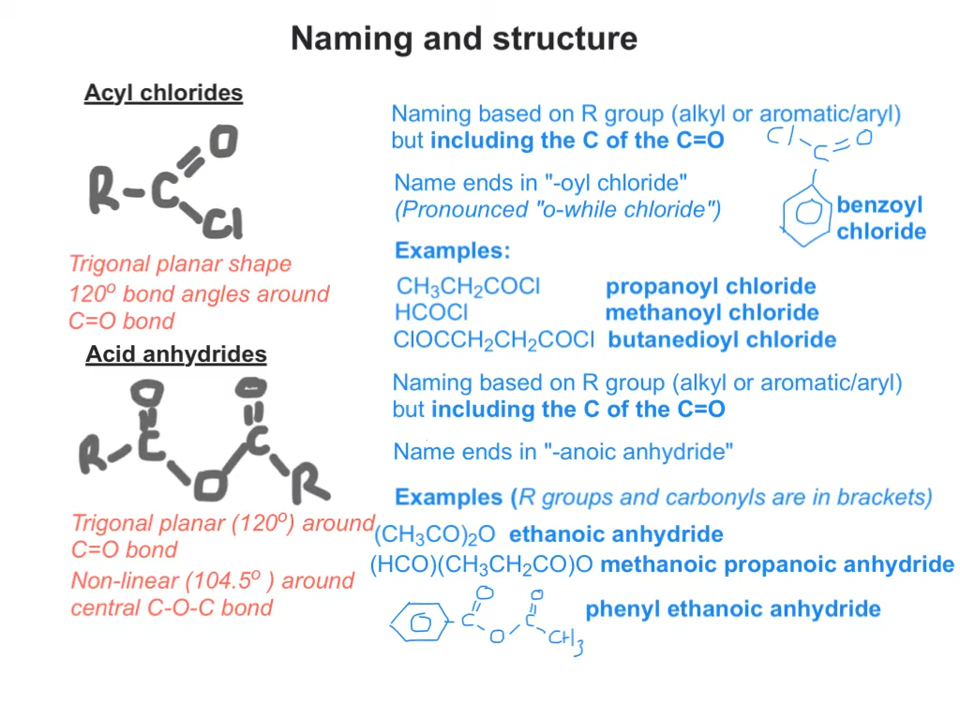 Naming and structure
Acyl chlorides
R-C
O
Cl
Trigonal planar shape
120º bond angles around
C=O bond
Naming based on R group (alkyl or aromatic/aryl)
but including the C of the C=O
Cl
C
O
Name ends in "-oyl chloride"
(Pronounced "o-while chloride")
benzoyl
chloride
Examples:
CH₃CH₂COCl propanoyl chloride
HCOCl methanoyl chloride
ClOCCH₂CH₂COCl butanedioyl chloride
Acid anhydrides
O O
R C C
O R
Trigonal planar (120º) around
C=O bond
Non-linear (104.5º ) around
central C-O-C bond
Naming based on R group (alkyl or aromatic/aryl)
but including the C of the C=O
Name ends in "-anoic anhydride"
Examples (R groups and carbonyls are in brackets)
(CH₃CO)₂O ethanoic anhydride
(HCO)(CH₃CH₂CO)O methanoic propanoic anhydride
O O
C C
O CH₃
phenyl ethanoic anhydride